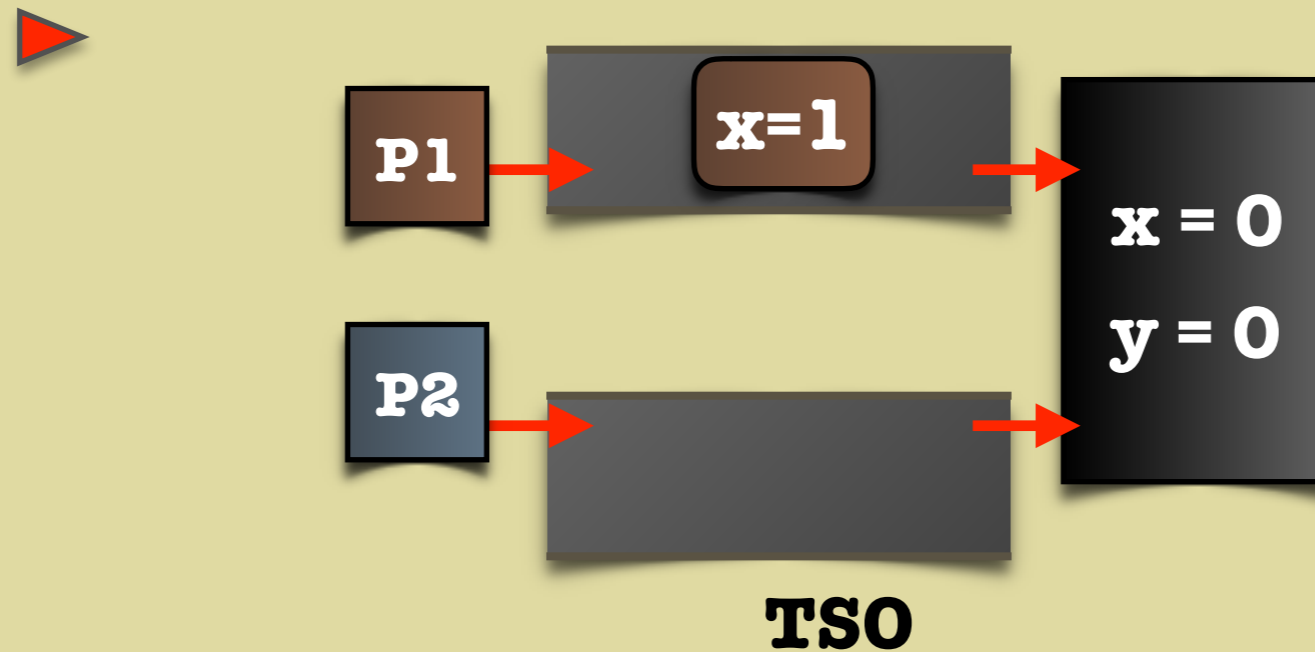 P1
x=1
x = 0
y = 0
P2
TSO